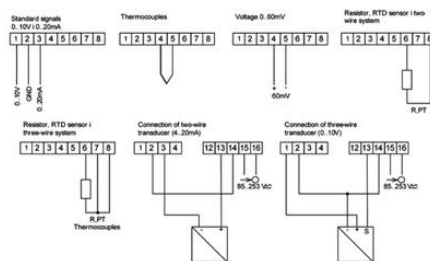 Standard signals
0..10V i 0..20mA
1 2 3 4 5 6 7 8
0..10V
GND
0..20mA
Thermocouples
1 2 3 4 5 6 7 8
Voltage 0..60mV
1 2 3 4 5 6 7 8
+ -
60mV
Resistor, RTD sensor i two-
wire system
1 2 3 4 5 6 7 8
R,PT
Resistor, RTD sensor i
three-wire system
1 2 3 4 5 6 7 8
R,PT
Thermocouples
Connection of two-wire
transducer (4..20mA)
1 2 3 4 12 13 14 15 16
85..253 Vac
- +
Connection of three-wire
transducer (0..10V)
1 2 3 4 12 13 14 15 16
85..253 Vac
- + S